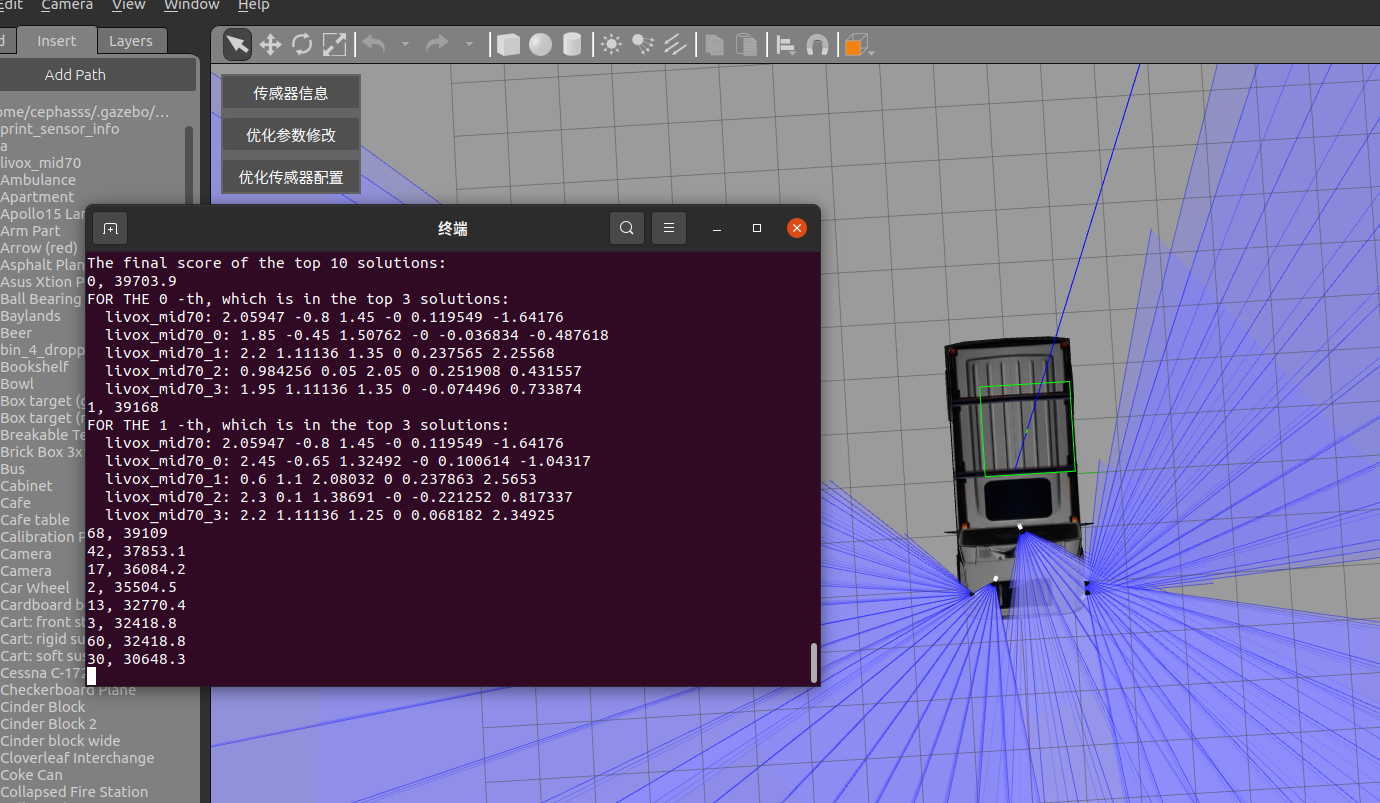 Edit Camera View Window Help
Insert Layers
Add Path
ome/cephasss/.gazebo/...
print_sensor_info
a
livox_mid70
Ambulance
Apartment
Apollo15 Lan
Arm Part
Arrow (red)
Asphalt Plan
Asus Xtion P
Ball Bearing
Baylands
Beer
bin_4_dropp
Bookshelf
Bowl
Box target (g
Box target (r
Breakable Te
Brick Box 3x
Bus
Cabinet
Cafe
Cafe table
Calibration P
Camera
Camera
Car Wheel
Cardboard b
Cart: front st
Cart: rigid su
Cart: soft sus
Cessna C-172
Checkerboard Plane
Cinder Block
Cinder Block 2
Cinder block wide
Cloverleaf Interchange
Coke Can
Collapsed Fire Station
传感器信息
优化参数修改
优化传感器配置
终端
The final score of the top 10 solutions:
0, 39703.9
FOR THE 0 -th, which is in the top 3 solutions:
livox_mid70: 2.05947 -0.8 1.45 -0 0.119549 -1.64176
livox_mid70_0: 1.85 -0.45 1.50762 -0 -0.036834 -0.487618
livox_mid70_1: 2.2 1.11136 1.35 0 0.237565 2.25568
livox_mid70_2: 0.984256 0.05 2.05 0 0.251908 0.431557
livox_mid70_3: 1.95 1.11136 1.35 0 -0.074496 0.733874
1, 39168
FOR THE 1 -th, which is in the top 3 solutions:
livox_mid70: 2.05947 -0.8 1.45 -0 0.119549 -1.64176
livox_mid70_0: 2.45 -0.65 1.32492 -0 0.100614 -1.04317
livox_mid70_1: 0.6 1.1 2.08032 0 0.237863 2.5653
livox_mid70_2: 2.3 0.1 1.38691 -0 -0.221252 0.817337
livox_mid70_3: 2.2 1.11136 1.25 0 0.068182 2.34925
68, 39109
42, 37853.1
17, 36084.2
2, 35504.5
13, 32770.4
3, 32418.8
60, 32418.8
30, 30648.3